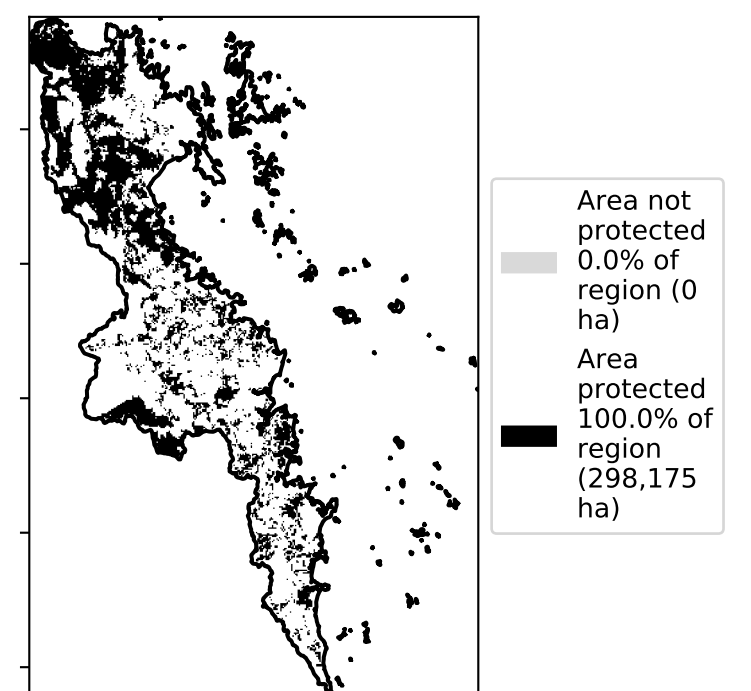 Area not
protected
0.0% of
region (0
ha)
Area
protected
100.0% of
region
(298,175
ha)